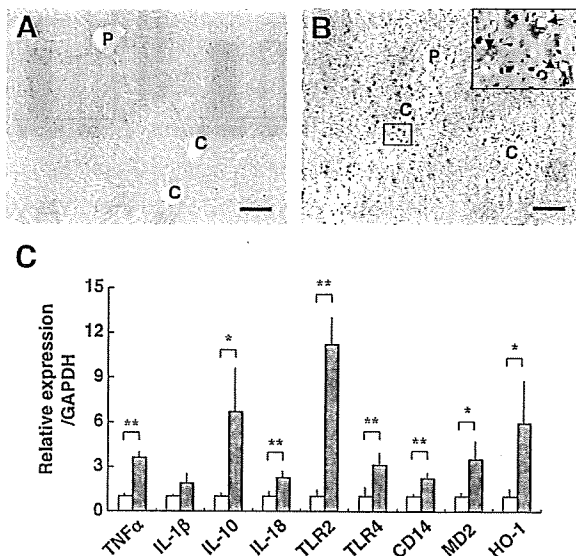 A
P
C
C
B
P
C
C
C
Relative expression
/GAPDH
15
12
9
6
3
0
**
*
**
**
**
**
*
*
TNFα
IL-1β
IL-10
IL-18
TLR2
TLR4
CD14
MD2
HO-1